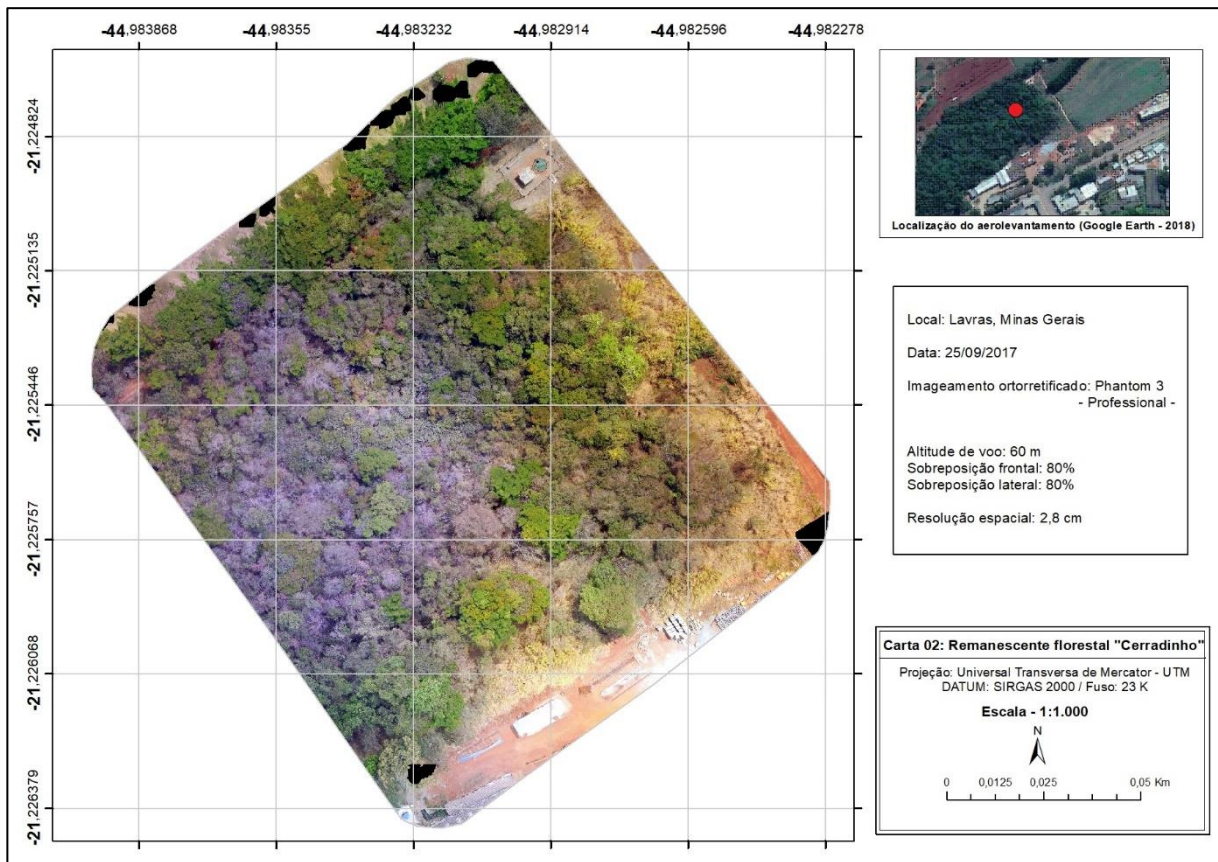 -44,983868 -44,98355 -44,983232 -44,982914 -44,982596 -44,982278
-21,224824
-21,225135
-21,225446
-21,225757
-21,226068
-21,226379
Localização do aerolevantamento (Google Earth - 2018)
Local: Lavras, Minas Gerais
Data: 25/09/2017
Imageamento ortorretificado: Phantom 3
- Professional -
Altitude de voo: 60 m
Sobreposição frontal: 80%
Sobreposição lateral: 80%
Resolução espacial: 2,8 cm
Carta 02: Remanescente florestal "Cerradinho"
Projeção: Universal Transversa de Mercator - UTM
DATUM: SIRGAS 2000 / Fuso: 23 K
Escala - 1:1.000
N
0 0,0125 0,025 0,05 Km